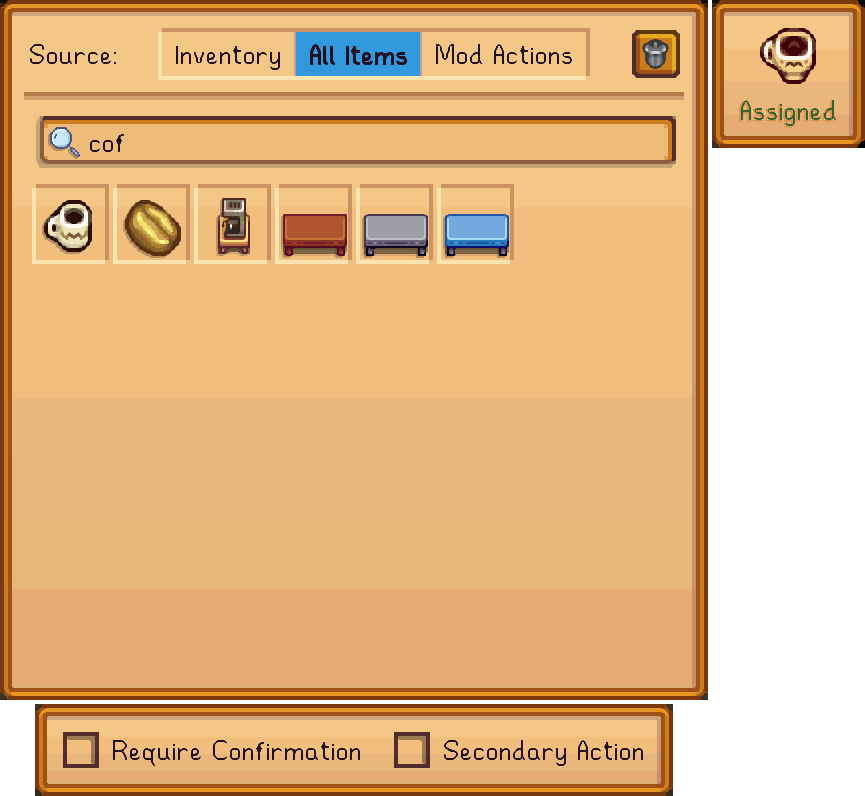 Source: Inventory All Items Mod Actions
Assigned
cof
Require Confirmation Secondary Action